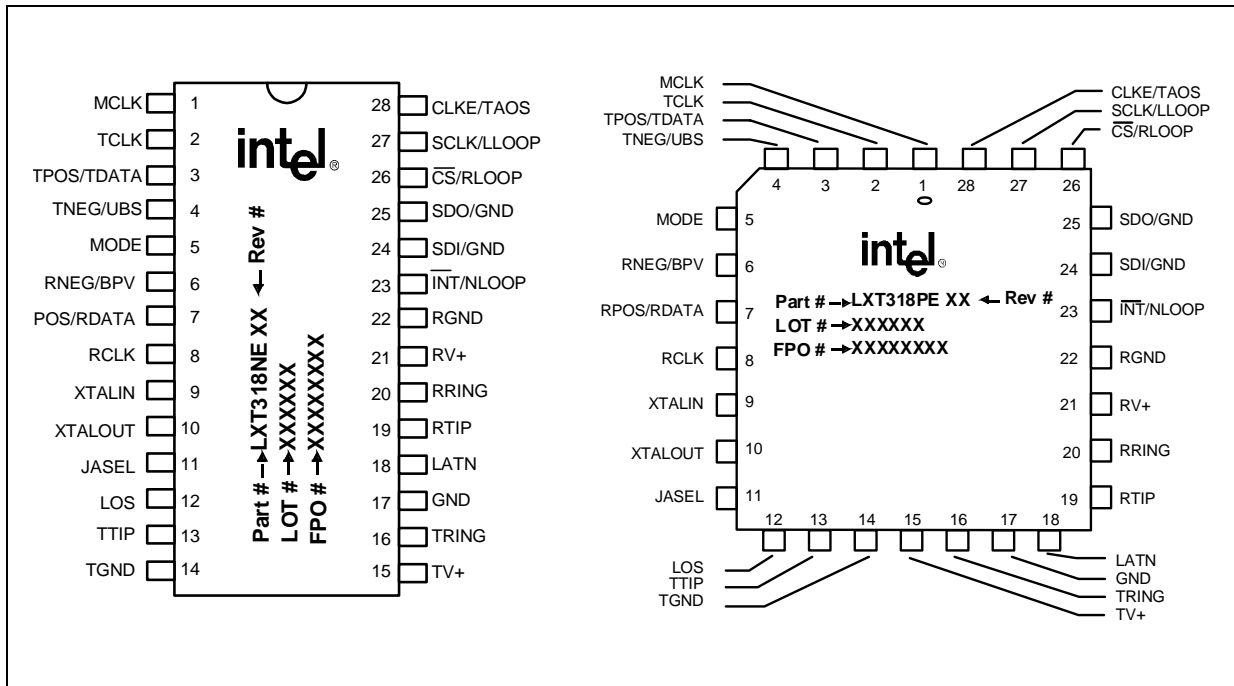 MCLK 1
TCLK 2
TPOS/TDATA 3
TNEG/UBS 4
MODE 5
RNEG/BPV 6
POS/RDATA 7
RCLK 8
XTALIN 9
XTALOUT 10
JASEL 11
LOS 12
TTIP 13
TGND 14
28 CLKE/TAOS
27 SCLK/LLOOP
26 CS/RLOOP
25 SDO/GND
24 SDI/GND
23 INT/NLOOP
22 RGND
21 RV+
20 RRING
19 RTIP
18 LATN
17 GND
16 TRING
15 TV+
intel®
Part #→LXT318NE XX ← Rev #
LOT #→XXXXXX
FPO #→XXXXXXXX
MCLK
TCLK
TPOS/TDATA
TNEG/UBS
CLKE/TAOS
SCLK/LLOOP
CS/RLOOP
4 3 2 1 28 27 26
MODE 5
RNEG/BPV 6
RPOS/RDATA 7
RCLK 8
XTALIN 9
XTALOUT 10
JASEL 11
intel®
Part #→LXT318PE XX ← Rev #
LOT #→XXXXXX
FPO #→XXXXXXXX
25 SDO/GND
24 SDI/GND
23 INT/NLOOP
22 RGND
21 RV+
20 RRING
19 RTIP
12 13 14 15 16 17 18
LOS
TTIP
TGND
LATN
GND
TRING
TV+